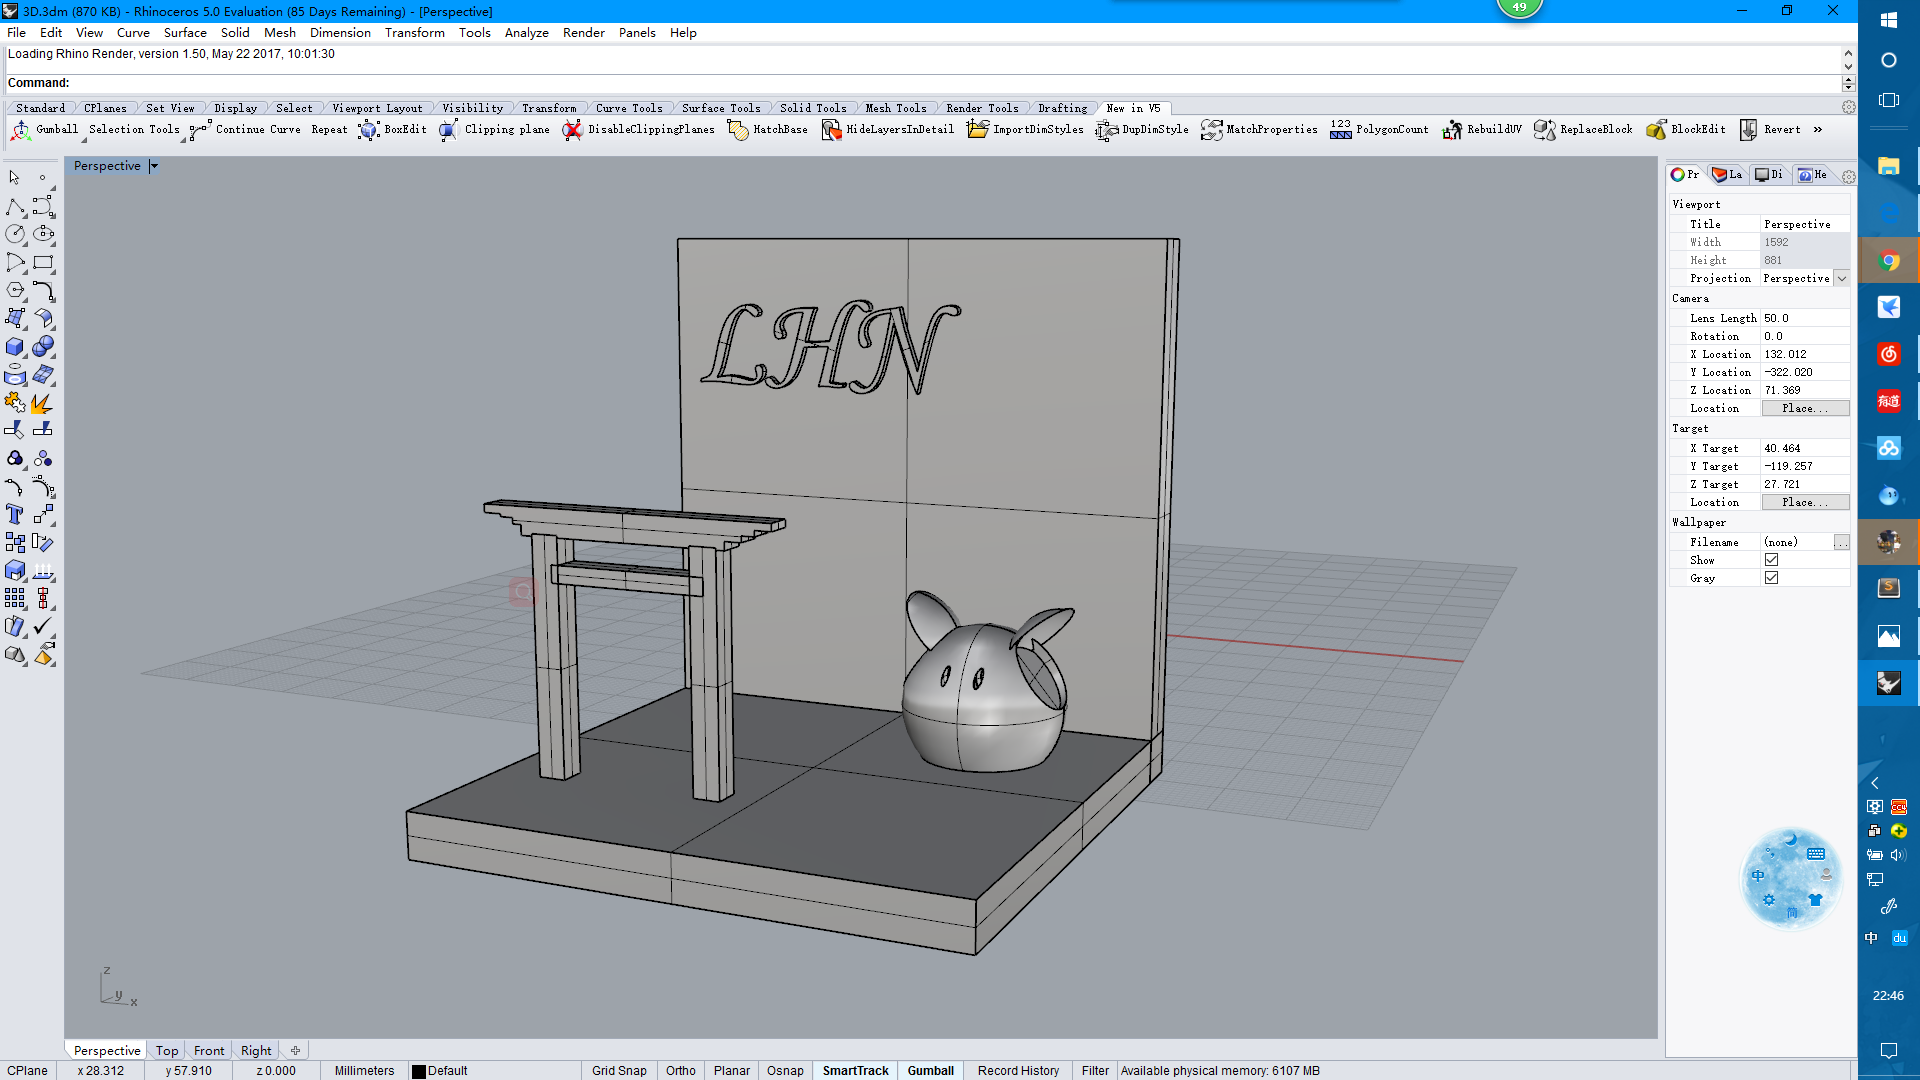 3D.3dm (870 KB) - Rhinoceros 5.0 Evaluation (85 Days Remaining) - [Perspective]
49
File Edit View Curve Surface Solid Mesh Dimension Transform Tools Analyze Render Panels Help
Loading Rhino Render, version 1.50, May 22 2017, 10:01:30
Command:
Standard CPlanes Set View Display Select Viewport Layout Visibility Transform Curve Tools Surface Tools Solid Tools Mesh Tools Render Tools Drafting New in V5
Gumball Selection Tools Continue Curve Repeat BoxEdit Clipping plane DisableClippingPlanes HatchBase HideLayersInDetail ImportDimStyles DupDimStyle MatchProperties 123 PolygonCount RebuildUV ReplaceBlock BlockEdit Revert »
Perspective
Pr La Di He
Viewport
Title Perspective
Width 1592
Height 881
Projection Perspective
Camera
Lens Length 50.0
Rotation 0.0
X Location 132.012
Y Location -322.020
Z Location 71.369
Location Place...
Target
X Target 40.464
Y Target -119.257
Z Target 27.721
Location Place...
Wallpaper
Filename (none) ...
Show
Gray
LHN
有道
中
简
中 du
22:46
z
y
x
Perspective Top Front Right
CPlane x 28.312 y 57.910 z 0.000 Millimeters Default Grid Snap Ortho Planar Osnap SmartTrack Gumball Record History Filter Available physical memory: 6107 MB